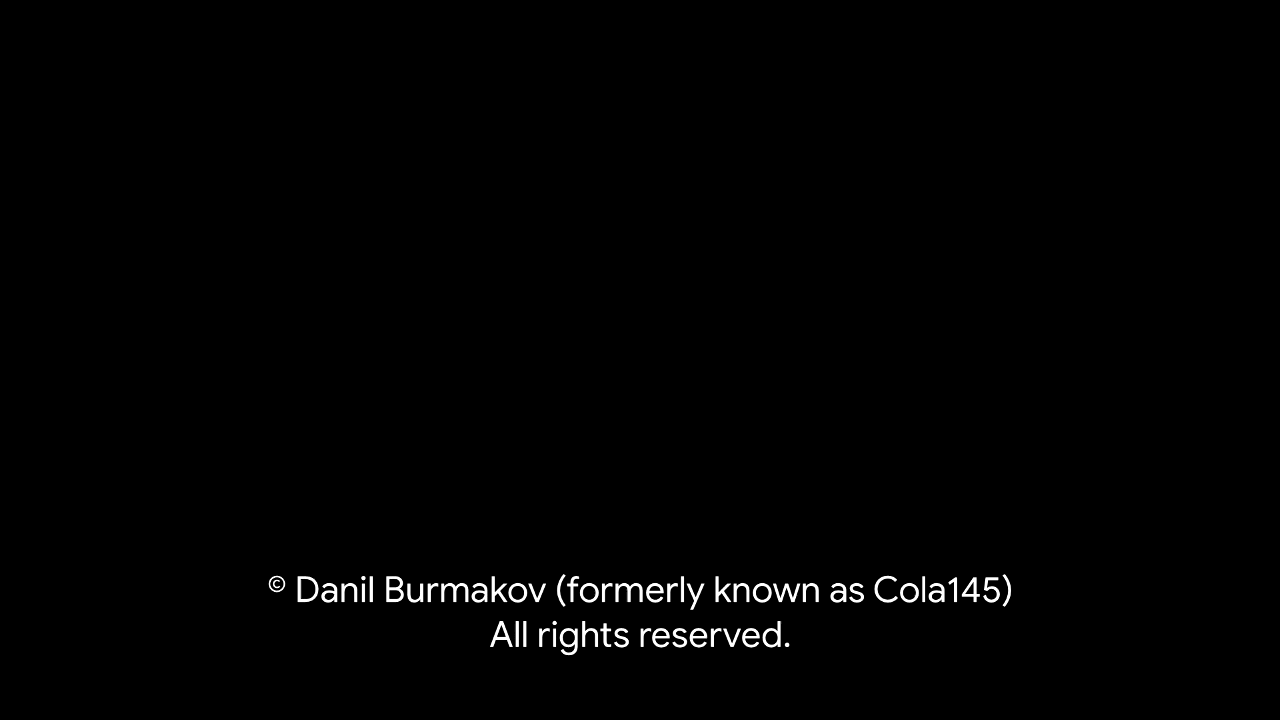 © Danil Burmakov (formerly known as Cola145)
All rights reserved.